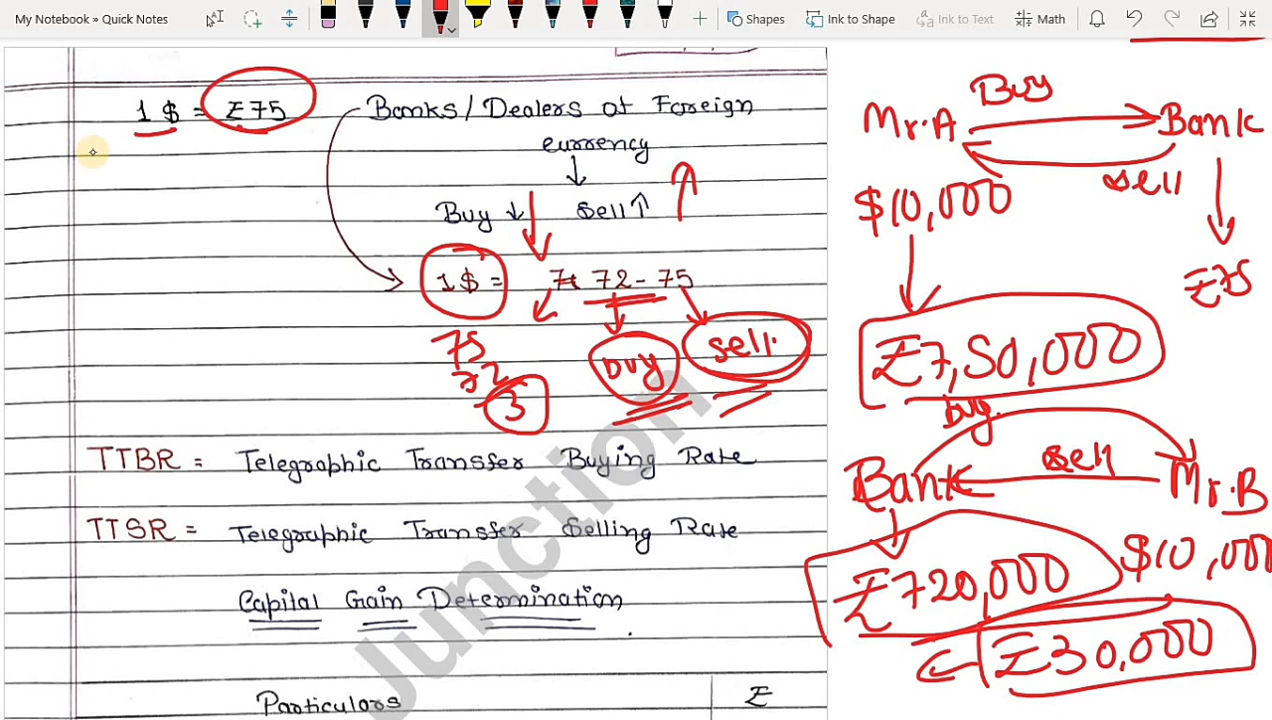 My Notebook » Quick Notes
Shapes
Ink to Shape
Ink to Text
Math
1 $ = ₹75
Banks/Dealers of Foreign
currency
Buy ↓ Sell ↑
1 $ = 72 - 75
75
72
3
buy
sell
TTBR = Telegraphic Transfer Buying Rate
TTSR = Telegraphic Transfer Selling Rate
Capital Gain Determination
Particulars ₹
Junction
Buy
Mr. A Bank
sell
$10,000
₹75
₹7,50,000
buy
sell
Bank Mr. B
$10,000
₹720,000
₹30,000